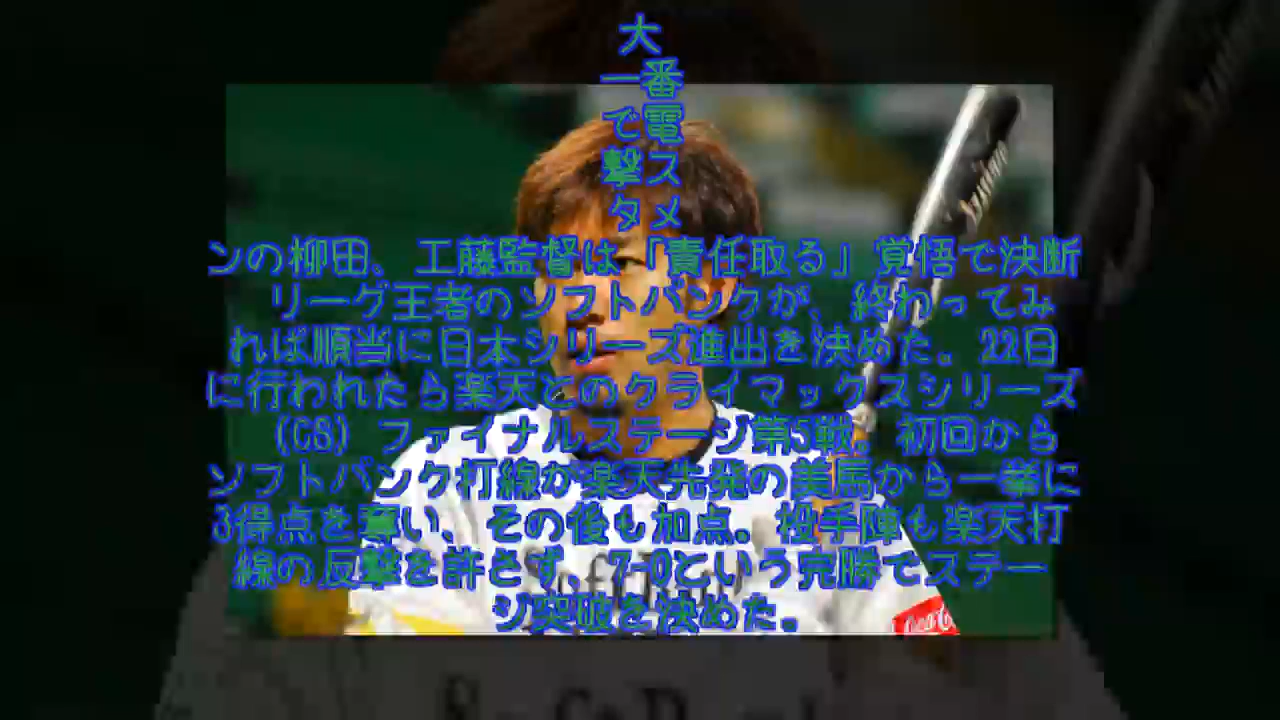 大
一番
で電
撃ス
タメ
ンの柳田、工藤監督は「責任取る」覚悟で決断
リーグ王者のソフトバンクが、終わってみ
れば順当に日本シリーズ進出を決めた。22日
に行われたら楽天とのクライマックスシリーズ
(CS) ファイナルステージ第5戦。初回から
ソフトバンク打線が楽天先発の美馬から一挙に
3得点を奪い、その後も加点。投手陣も楽天打
線の反撃を許さず、7-0という完勝でステー
ジ突破を決めた。
Coca-C